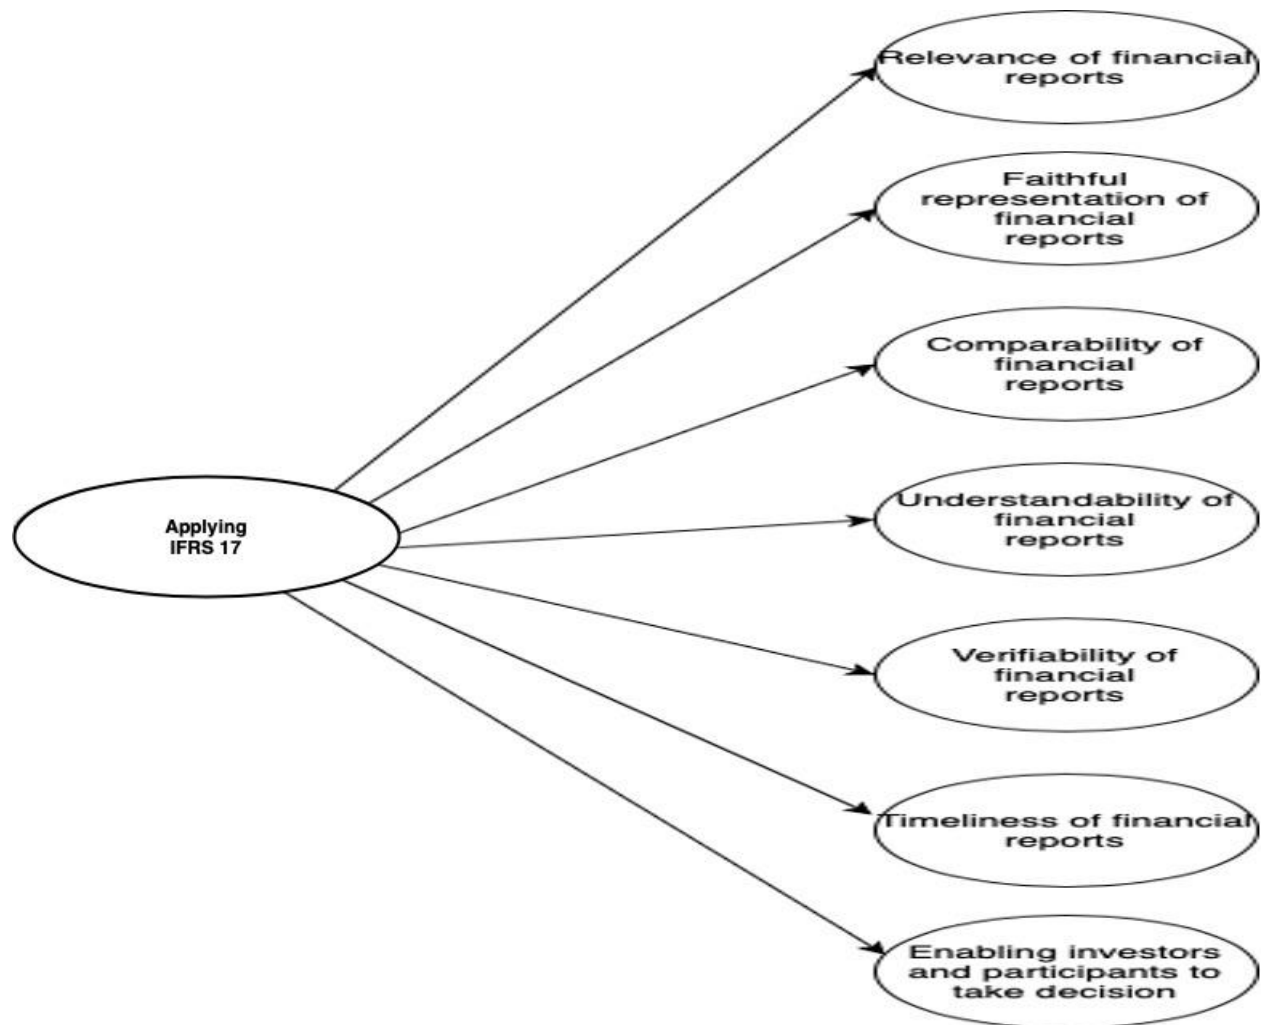 Relevance of financial
reports
Faithful
representation of
financial
reports
Comparability of
financial
reports
Understandability of
financial
reports
Applying
IFRS 17
Verifiability of
financial
reports
Timeliness of financial
reports
Enabling investors
and participants to
take decision